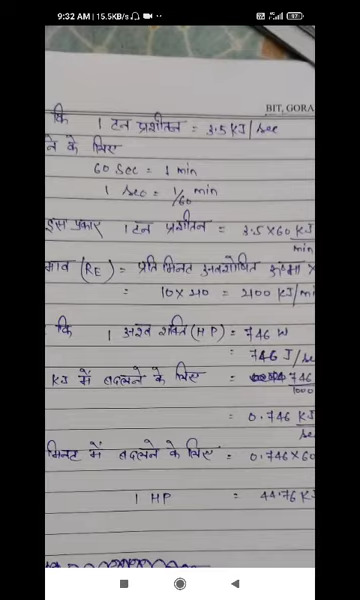 9:32 AM | 15.5KB/s
97
BIT, GORA
कि 1 टन प्रशीतन = 3.5 KJ/sec
ने के लिए
60 sec = 1 min
1 sec = 1/60 min
इस प्रकार 1 टन प्रशीतन = 3.5 × 60 KJ/min
भाव (RE) = प्रति मिनट अवशोषित ×
= 10 × 210 = 2100 KJ/mi
कि 1 अश्व शक्ति (HP) = 746 W
= 746 J/se
KJ में बदलने के लिए = 746/1000
= 0.746 KJ/se
मिनट में बदलने के लिए = 0.746 × 60
1 HP = 44.76 KJ